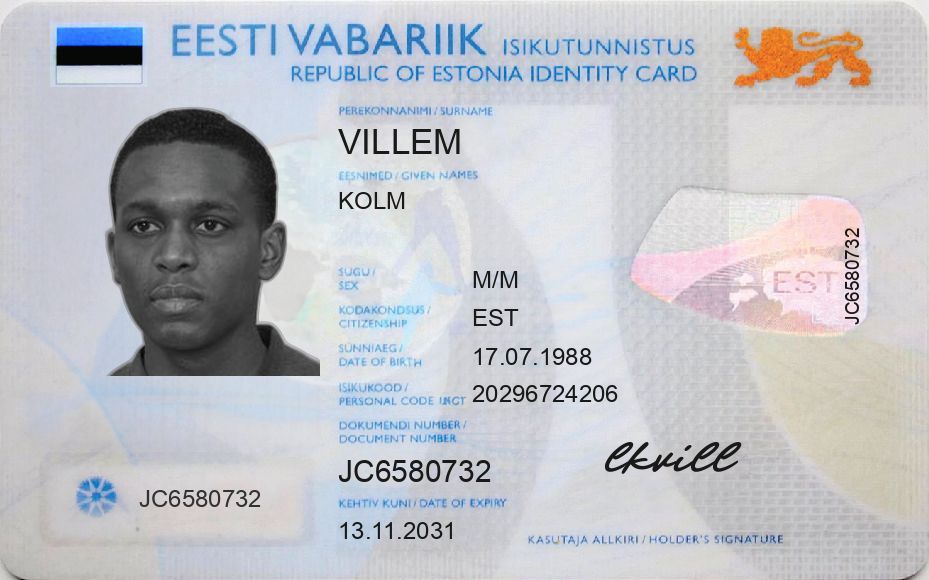 EESTI VABARIIK ISIKUTUNNISTUS
REPUBLIC OF ESTONIA IDENTITY CARD
PEREKONNANIMI / SURNAME
VILLEM
EESNIMED / GIVEN NAMES
KOLM
SUGU /
SEX
M/M
KODAKONDSUS /
CITIZENSHIP
EST
SÜNNIAEG /
DATE OF BIRTH
17.07.1988
ISIKUKOOD /
PERSONAL CODE
20296724206
DOKUMENDI NUMBER /
DOCUMENT NUMBER
JC6580732
KEHTIV KUNI / DATE OF EXPIRY
13.11.2031
JC6580732
EST
JC6580732
lkvill
KASUTAJA ALLKIRI / HOLDER'S SIGNATURE